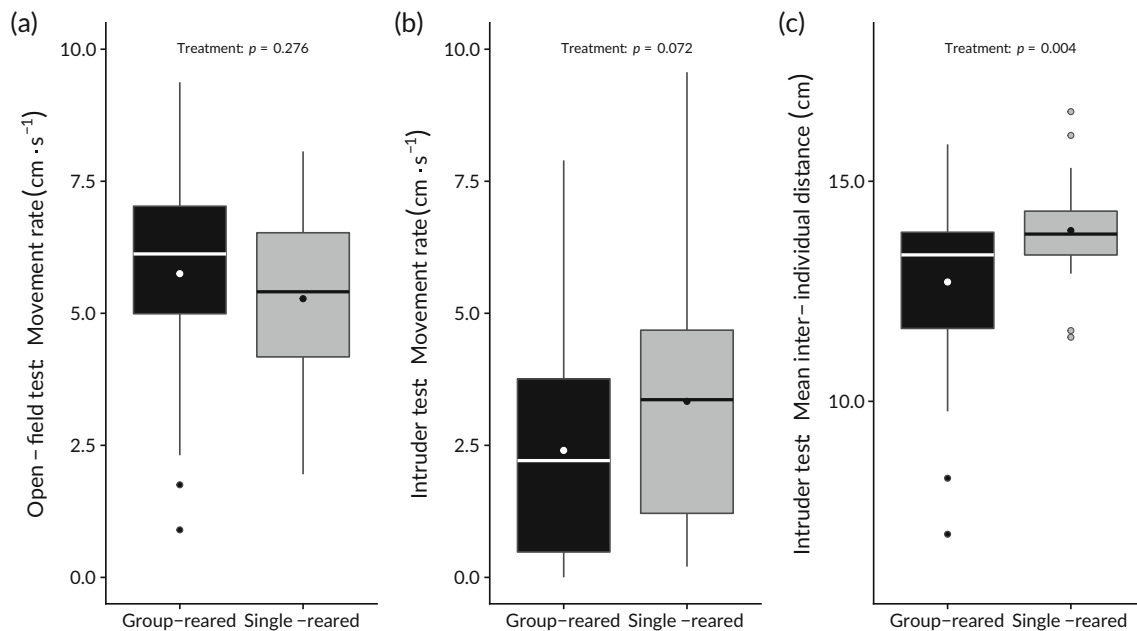 (a)
Treatment: p = 0.276
Open − field test: Movement rate (cm · s⁻¹)
10.0
7.5
5.0
2.5
0.0
Group−reared Single −reared
(b)
Treatment: p = 0.072
Intruder test: Movement rate (cm · s⁻¹)
10.0
7.5
5.0
2.5
0.0
Group−reared Single −reared
(c)
Treatment: p = 0.004
Intruder test: Mean inter − individual distance (cm)
15.0
10.0
Group−reared Single −reared